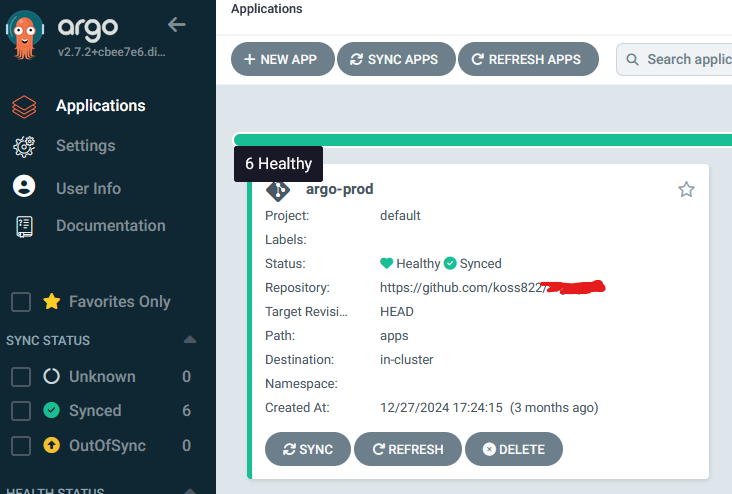 argo
v2.7.2+cbee7e6.di...
Applications
Settings
User Info
Documentation
Favorites Only
SYNC STATUS
Unknown 0
Synced 6
OutOfSync 0
HEALTH STATUS
Applications
+ NEW APP SYNC APPS REFRESH APPS Search applic
6 Healthy
argo-prod
Project: default
Labels:
Status: Healthy Synced
Repository: https://github.com/koss822/
Target Revisi... HEAD
Path: apps
Destination: in-cluster
Namespace:
Created At: 12/27/2024 17:24:15 (3 months ago)
SYNC REFRESH DELETE